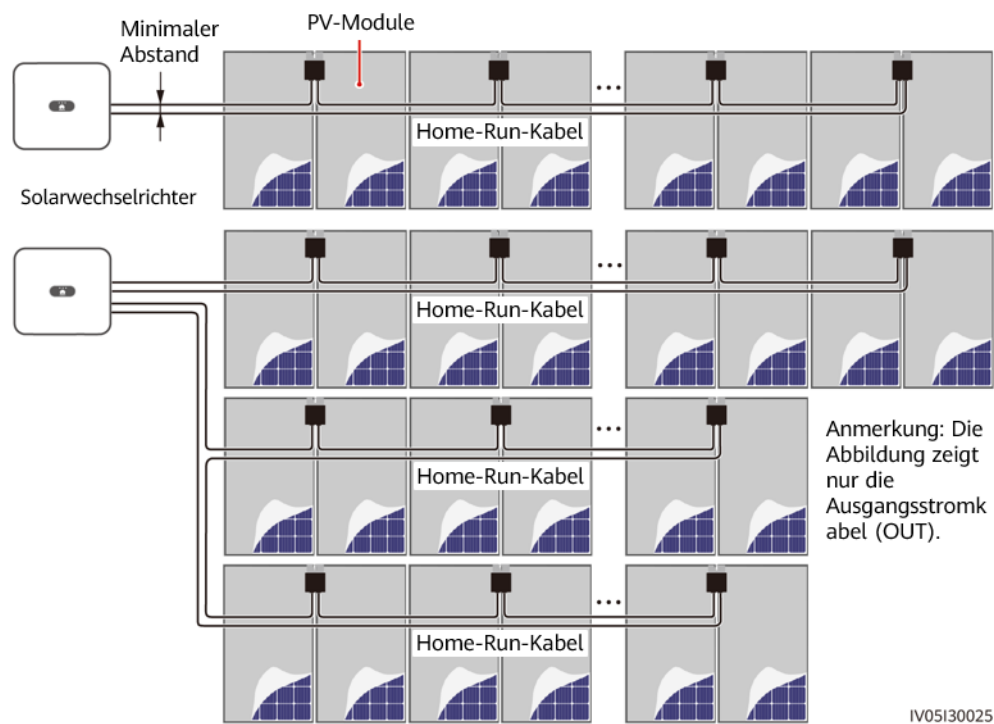 Minimaler
Abstand
PV-Module
...
Home-Run-Kabel
Solarwechselrichter
...
Home-Run-Kabel
...
Home-Run-Kabel
Anmerkung: Die
Abbildung zeigt
nur die
Ausgangsstromk
abel (OUT).
...
Home-Run-Kabel
IV05I30025